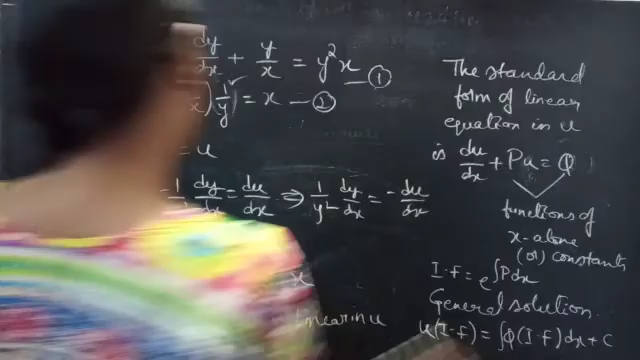 dy/dx + y/x = y²x — ①
x)(1/y) = x — ②
= u
-1/y² dy/dx = du/dx ⇒ 1/y² dy/dx = -du/dx
x
linear in u
The standard
form of linear
equation in u
is du/dx + Pu = Q
functions of
x-alone
(or) constants
I.f = e^∫Pdx
General solution.
u(I.f) = ∫Q(I.f)dx + C